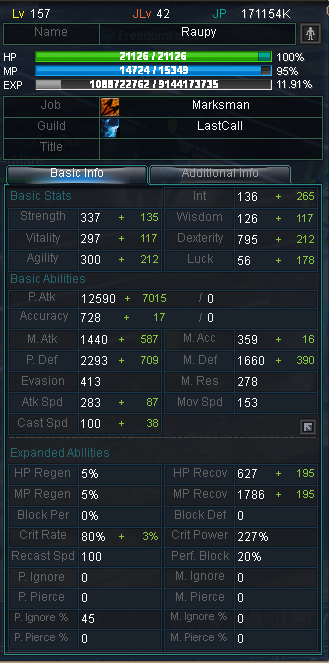 Lv 157 JLv 42 JP 171154K
Name Raupy
HP 21126 / 21126 100%
MP 14724 / 15349 95%
EXP 1088722762 / 9144173735 11.91%
Job Marksman
Guild LastCall
Title
Basic Info Additional Info
Basic Stats Int 136 + 265
Strength 337 + 135 Wisdom 126 + 117
Vitality 297 + 117 Dexterity 795 + 212
Agility 300 + 212 Luck 56 + 178
Basic Abilities
P. Atk 12590 + 7015 / 0
Accuracy 728 + 17 / 0
M. Atk 1440 + 587 M. Acc 359 + 16
P. Def 2293 + 709 M. Def 1660 + 390
Evasion 413 M. Res 278
Atk Spd 283 + 87 Mov Spd 153
Cast Spd 100 + 38
Expanded Abilities
HP Regen 5% HP Recov 627 + 195
MP Regen 5% MP Recov 1786 + 195
Block Per 0% Block Def 0
Crit Rate 80% + 3% Crit Power 227%
Recast Spd 100 Perf. Block 20%
P. Ignore 0 M. Ignore 0
P. Pierce 0 M. Pierce 0
P. Ignore % 45 M. Ignore % 0
P. Pierce % 0 M. Pierce % 0